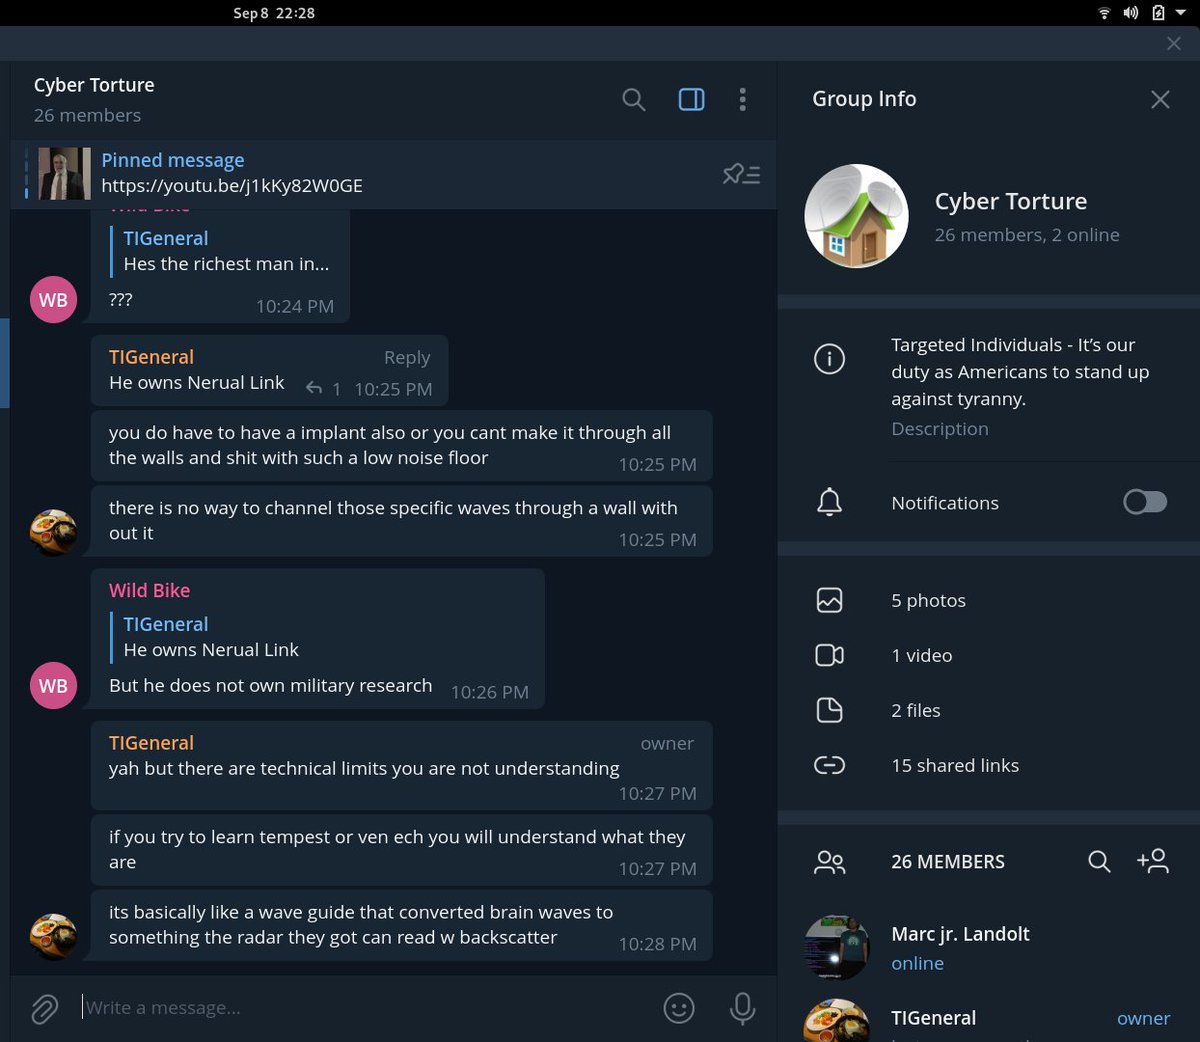 Sep 8 22:28
Cyber Torture
26 members
Pinned message
https://youtu.be/j1kKy82W0GE
Wild Bike
TIGeneral
Hes the richest man in...
???
10:24 PM
WB
TIGeneral
Reply
He owns Nerual Link
1 10:25 PM
you do have to have a implant also or you cant make it through all
the walls and shit with such a low noise floor
10:25 PM
there is no way to channel those specific waves through a wall with
out it
10:25 PM
Wild Bike
TIGeneral
He owns Nerual Link
But he does not own military research
10:26 PM
WB
TIGeneral
owner
yah but there are technical limits you are not understanding
10:27 PM
if you try to learn tempest or ven ech you will understand what they
are
10:27 PM
its basically like a wave guide that converted brain waves to
something the radar they got can read w backscatter
10:28 PM
Write a message...
Group Info
Cyber Torture
26 members, 2 online
Targeted Individuals - It's our
duty as Americans to stand up
against tyranny.
Description
Notifications
5 photos
1 video
2 files
15 shared links
26 MEMBERS
Marc jr. Landolt
online
TIGeneral
owner